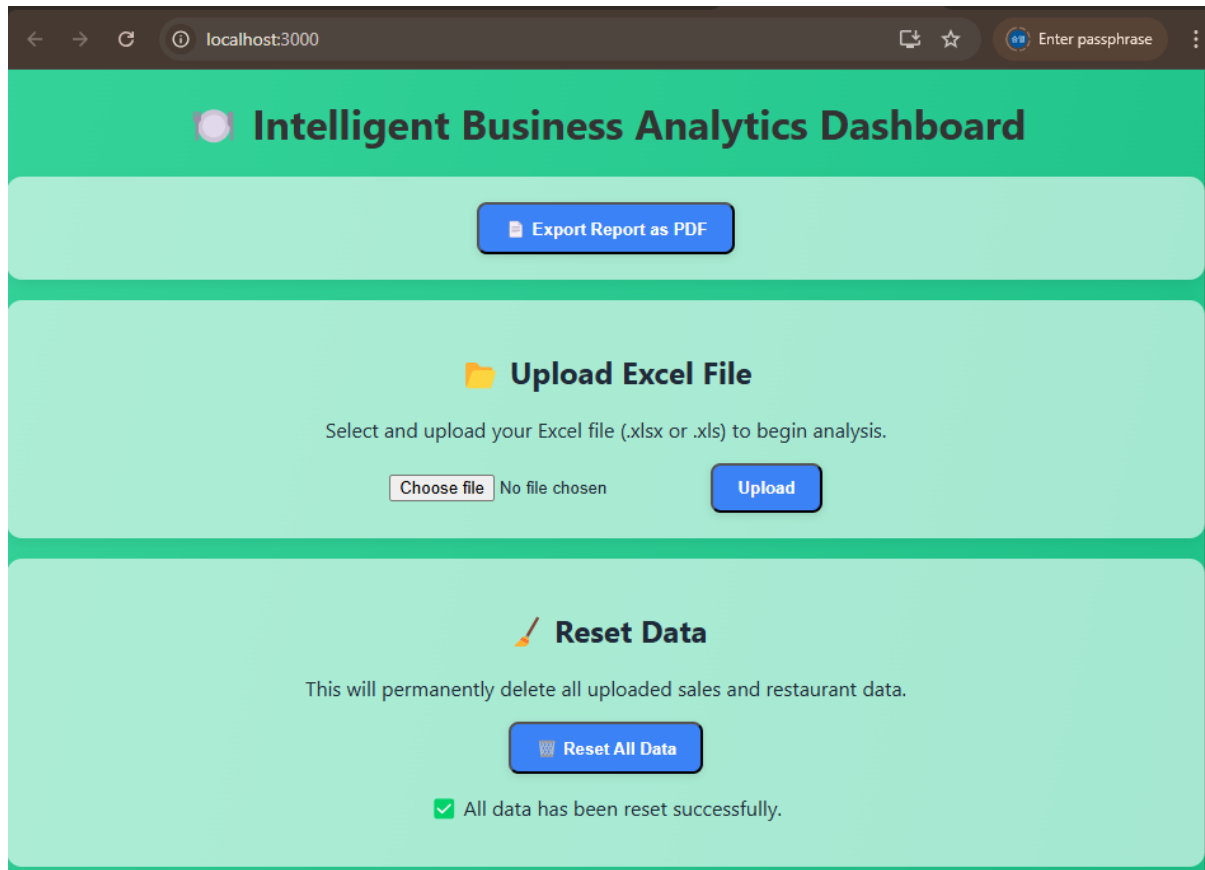 localhost:3000
Enter passphrase
Intelligent Business Analytics Dashboard
Export Report as PDF
Upload Excel File
Select and upload your Excel file (.xlsx or .xls) to begin analysis.
Choose file No file chosen
Upload
Reset Data
This will permanently delete all uploaded sales and restaurant data.
Reset All Data
All data has been reset successfully.